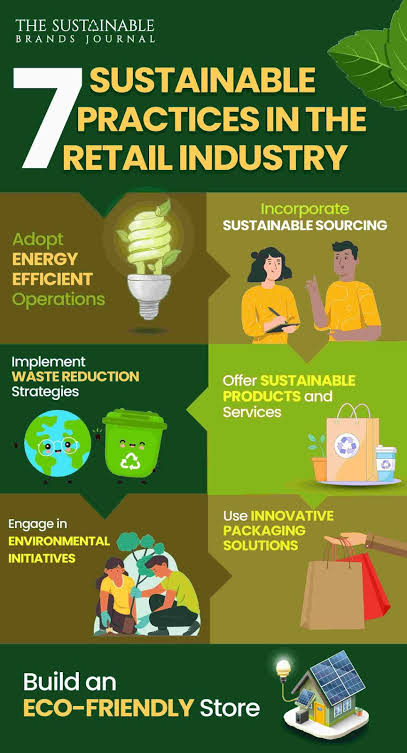 THE SUSTAINABLE
BRANDS JOURNAL
7 SUSTAINABLE
PRACTICES IN THE
RETAIL INDUSTRY
Adopt
ENERGY
EFFICIENT
Operations
Incorporate
SUSTAINABLE SOURCING
Implement
WASTE REDUCTION
Strategies
Offer SUSTAINABLE
PRODUCTS and
Services
Engage in
ENVIRONMENTAL
INITIATIVES
Use INNOVATIVE
PACKAGING
SOLUTIONS
Build an
ECO-FRIENDLY Store